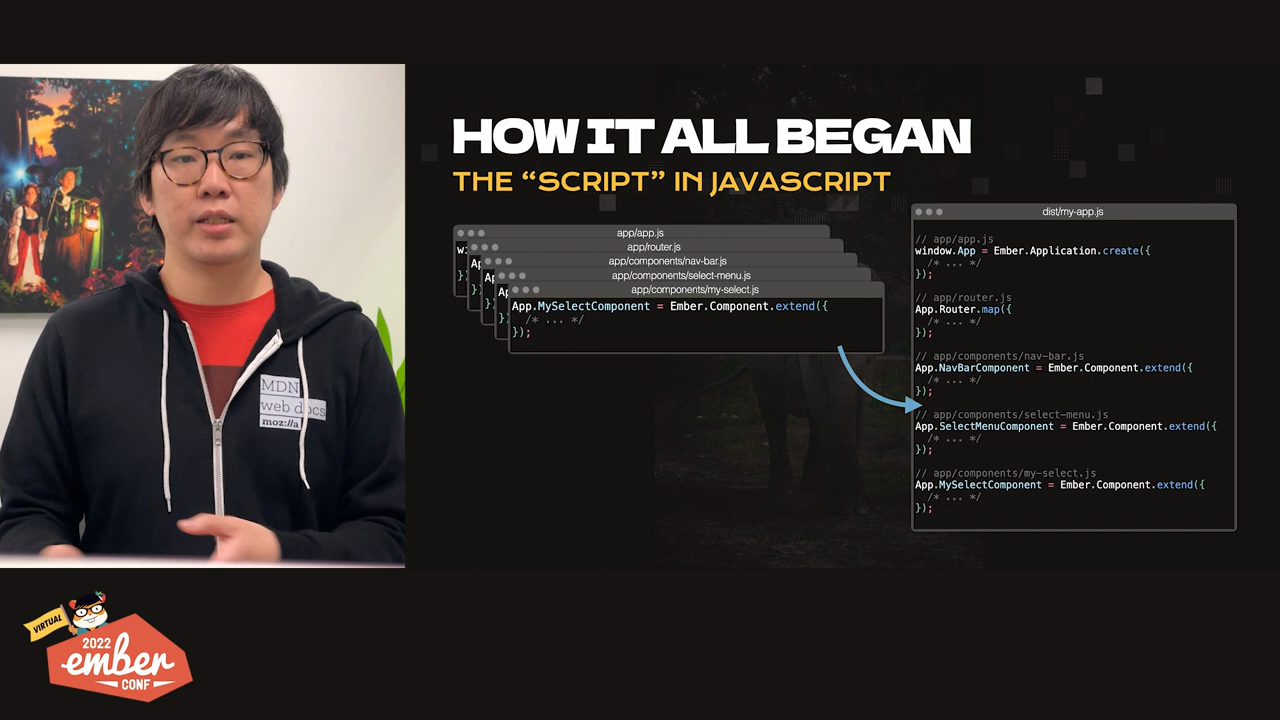 HOW IT ALL BEGAN
THE “SCRIPT” IN JAVASCRIPT
app/app.js
app/router.js
app/components/nav-bar.js
app/components/select-menu.js
app/components/my-select.js
App.MySelectComponent = Ember.Component.extend({
/* ... */
});
dist/my-app.js
// app/app.js
window.App = Ember.Application.create({
/* ... */
});
// app/router.js
App.Router.map({
/* ... */
});
// app/components/nav-bar.js
App.NavBarComponent = Ember.Component.extend({
/* ... */
});
// app/components/select-menu.js
App.SelectMenuComponent = Ember.Component.extend({
/* ... */
});
// app/components/my-select.js
App.MySelectComponent = Ember.Component.extend({
/* ... */
});
MDN
web docs
moz://a
VIRTUAL
2022
ember
CONF